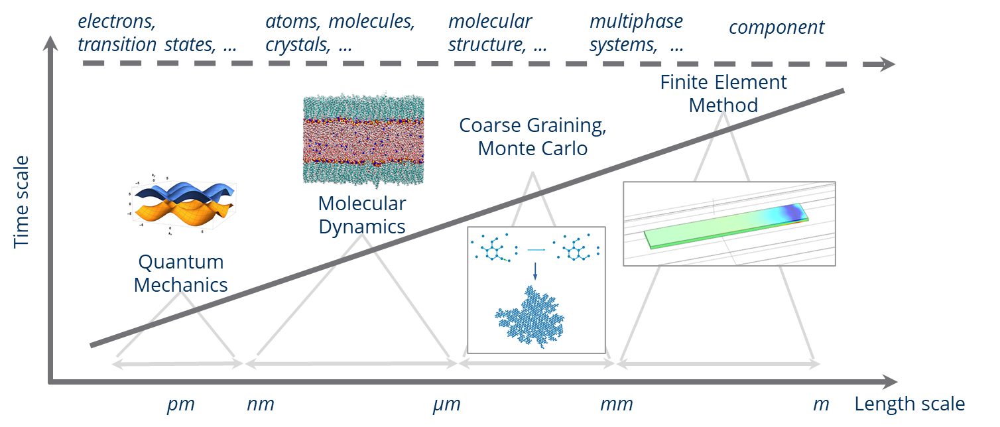 electrons,
transition states, ...
atoms, molecules,
crystals, ...
molecular
structure, ...
multiphase
systems, ...
component
Time scale
Quantum
Mechanics
Molecular
Dynamics
Coarse Graining,
Monte Carlo
Finite Element
Method
pm
nm
µm
mm
m
Length scale